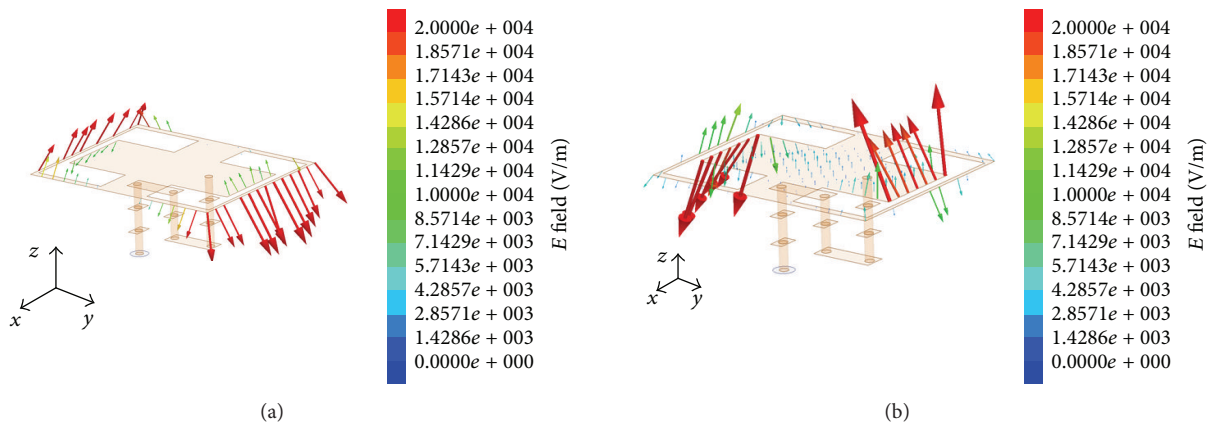 2.0000e + 004
1.8571e + 004
1.7143e + 004
1.5714e + 004
1.4286e + 004
1.2857e + 004
1.1429e + 004
1.0000e + 004
8.5714e + 003
7.1429e + 003
5.7143e + 003
4.2857e + 003
2.8571e + 003
1.4286e + 003
0.0000e + 000
E field (V/m)
z
x
y
(a)
2.0000e + 004
1.8571e + 004
1.7143e + 004
1.5714e + 004
1.4286e + 004
1.2857e + 004
1.1429e + 004
1.0000e + 004
8.5714e + 003
7.1429e + 003
5.7143e + 003
4.2857e + 003
2.8571e + 003
1.4286e + 003
0.0000e + 000
E field (V/m)
z
x
y
(b)